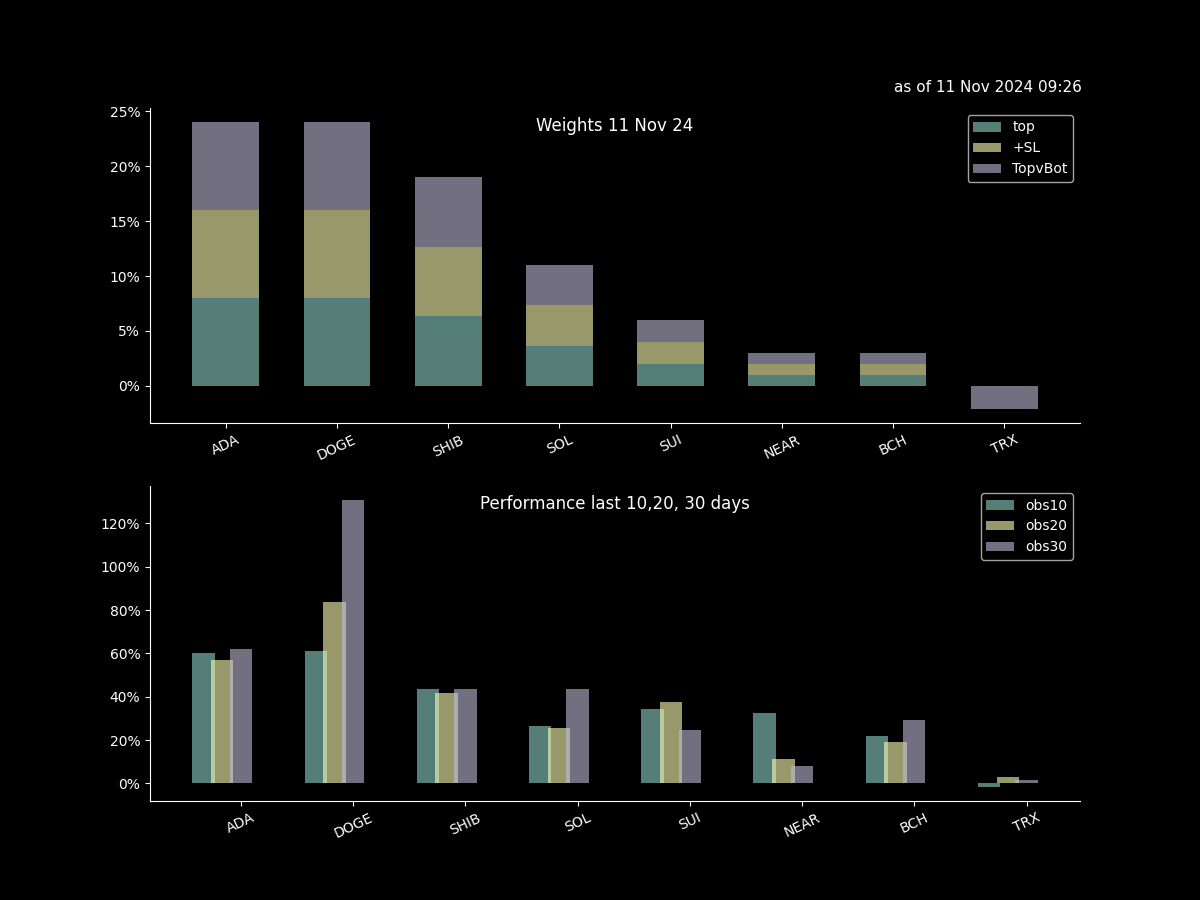 as of 11 Nov 2024 09:26
Weights 11 Nov 24
top
+SL
TopvBot
25%
20%
15%
10%
5%
0%
ADA DOGE SHIB SOL SUI NEAR BCH TRX
Performance last 10,20, 30 days
obs10
obs20
obs30
120%
100%
80%
60%
40%
20%
0%
ADA DOGE SHIB SOL SUI NEAR BCH TRX